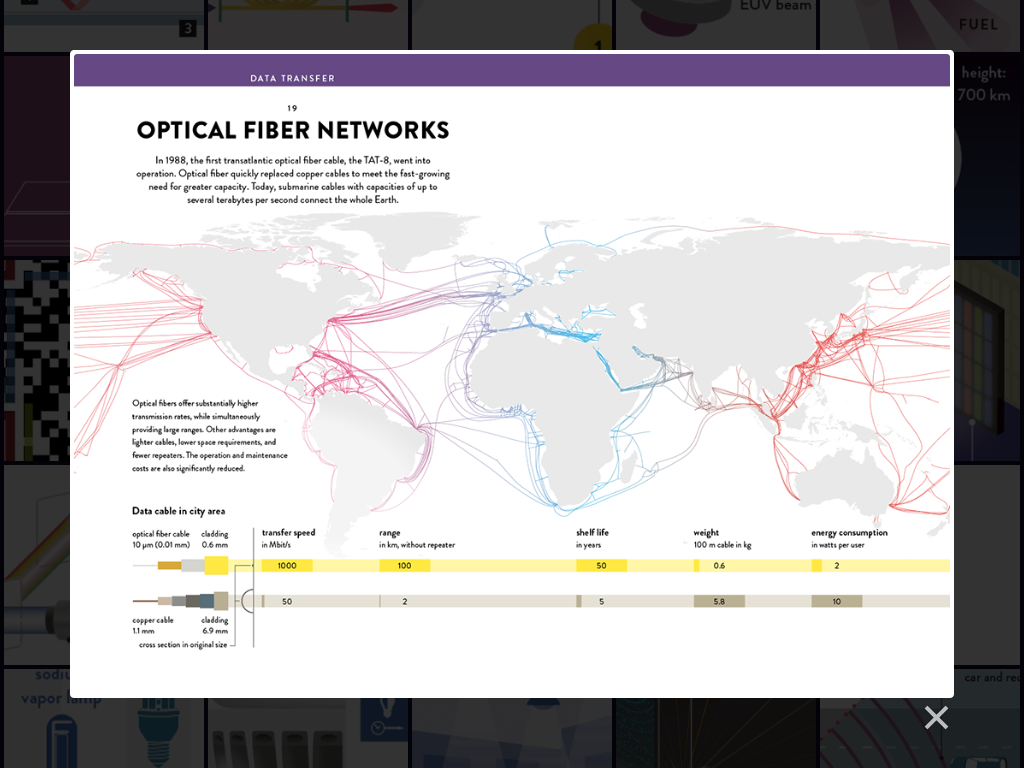 3
1
EUV beam
FUEL
height:
700 km
DATA TRANSFER
19
OPTICAL FIBER NETWORKS
In 1988, the first transatlantic optical fiber cable, the TAT-8, went into
operation. Optical fiber quickly replaced copper cables to meet the fast-growing
need for greater capacity. Today, submarine cables with capacities of up to
several terabytes per second connect the whole Earth.
Optical fibers offer substantially higher
transmission rates, while simultaneously
providing large ranges. Other advantages are
lighter cables, lower space requirements, and
fewer repeaters. The operation and maintenance
costs are also significantly reduced.
Data cable in city area
optical fiber cable
10 µm (0.01 mm)
cladding
0.6 mm
transfer speed
in Mbit/s
range
in km, without repeater
shelf life
in years
weight
100 m cable in kg
energy consumption
in watts per user
1000
100
50
0.6
2
50
2
5
5.8
10
copper cable
1.1 mm
cladding
6.9 mm
cross section in original size
vapor lamp
car and